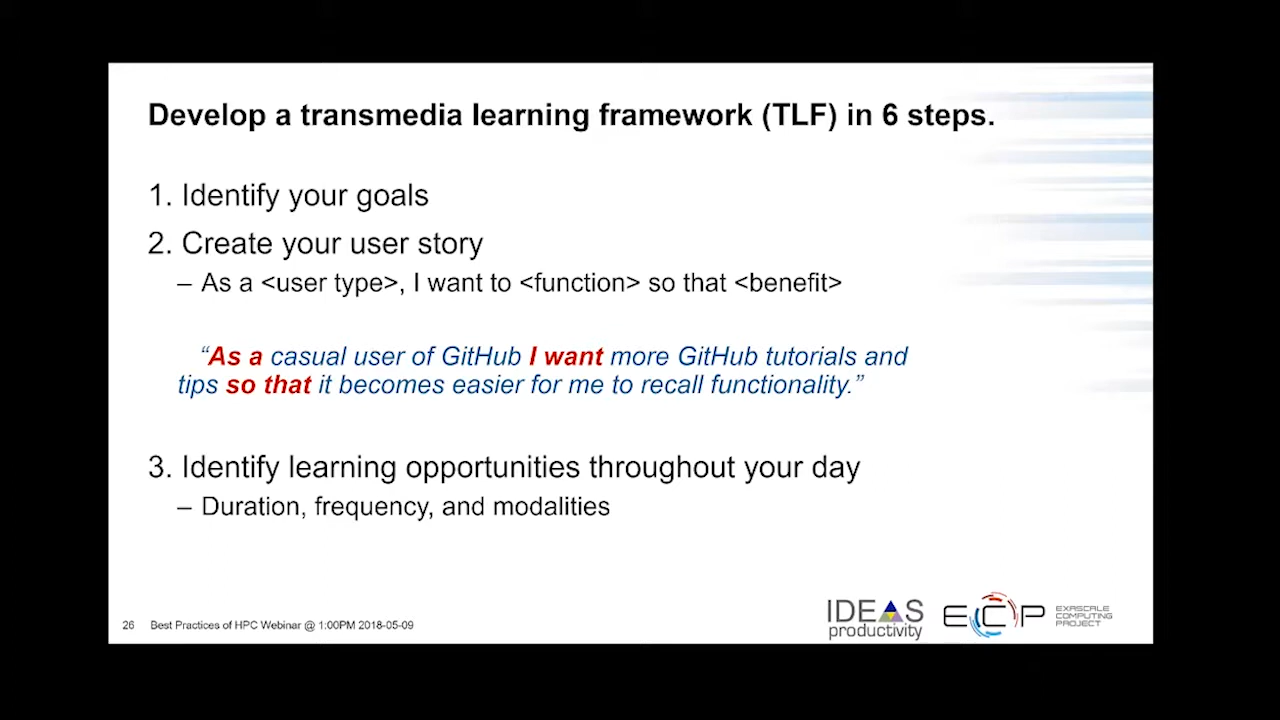 Develop a transmedia learning framework (TLF) in 6 steps.
1. Identify your goals
2. Create your user story
– As a <user type>, I want to <function> so that <benefit>
“As a casual user of GitHub I want more GitHub tutorials and
tips so that it becomes easier for me to recall functionality.”
3. Identify learning opportunities throughout your day
– Duration, frequency, and modalities
26 Best Practices of HPC Webinar @ 1:00PM 2018-05-09
IDEAS
productivity
ECP
EXASCALE
COMPUTING
PROJECT